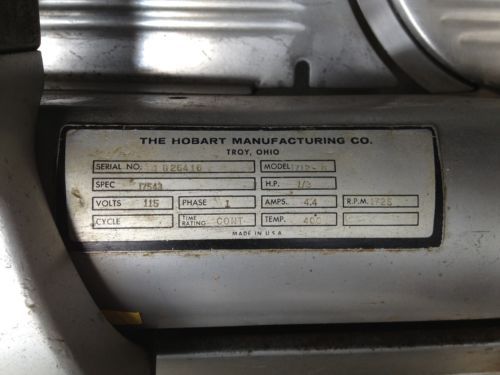 THE HOBART MANUFACTURING CO.
TROY, OHIO
SERIAL NO. 1826416 MODEL
SPEC 17543 H.P. 1/3
VOLTS 115 PHASE 1 AMPS. 4.4 R.P.M. 1725
CYCLE TIME RATING CONT TEMP. 40C
MADE IN U.S.A